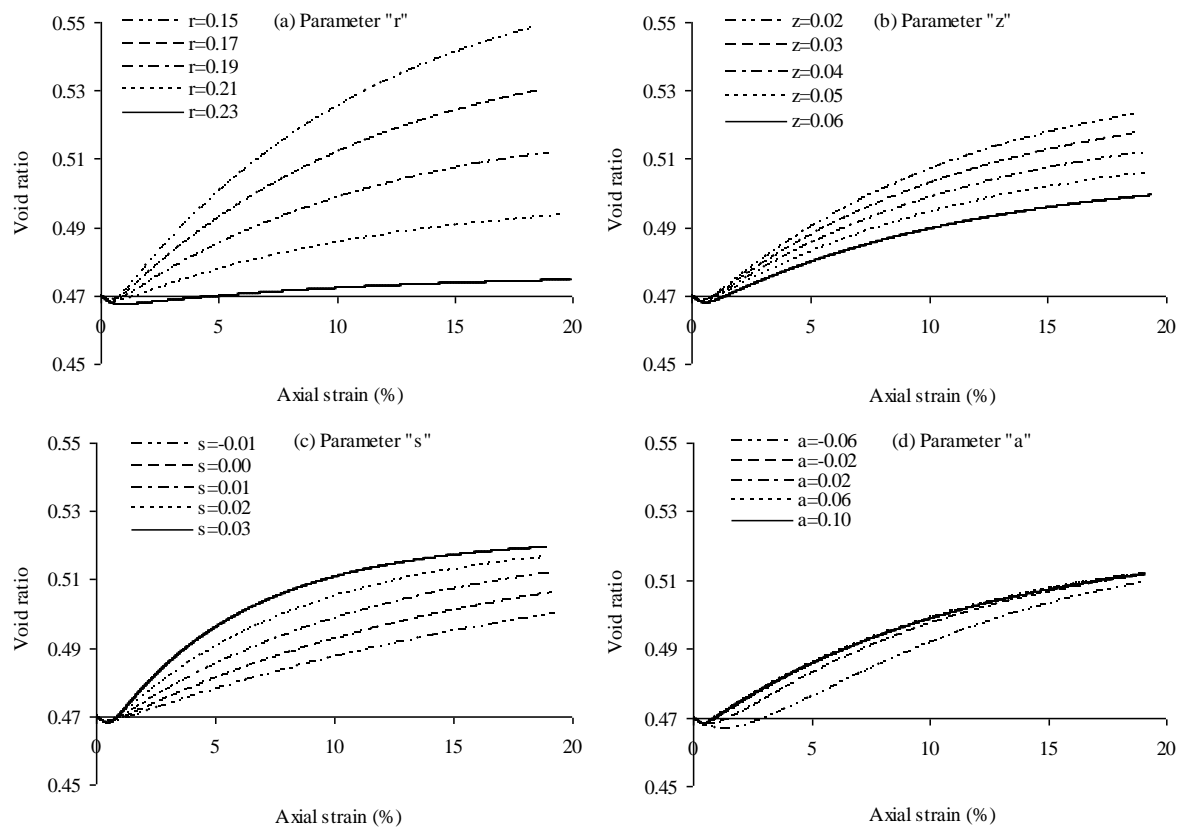 (a) Parameter "r"
r=0.15
r=0.17
r=0.19
r=0.21
r=0.23
0.55
0.53
0.51
0.49
0.47
0.45
Void ratio
0 5 10 15 20
Axial strain (%)
(b) Parameter "z"
z=0.02
z=0.03
z=0.04
z=0.05
z=0.06
0.55
0.53
0.51
0.49
0.47
0.45
Void ratio
0 5 10 15 20
Axial strain (%)
(c) Parameter "s"
s=-0.01
s=0.00
s=0.01
s=0.02
s=0.03
0.55
0.53
0.51
0.49
0.47
0.45
Void ratio
0 5 10 15 20
Axial strain (%)
(d) Parameter "a"
a=-0.06
a=-0.02
a=0.02
a=0.06
a=0.10
0.55
0.53
0.51
0.49
0.47
0.45
Void ratio
0 5 10 15 20
Axial strain (%)